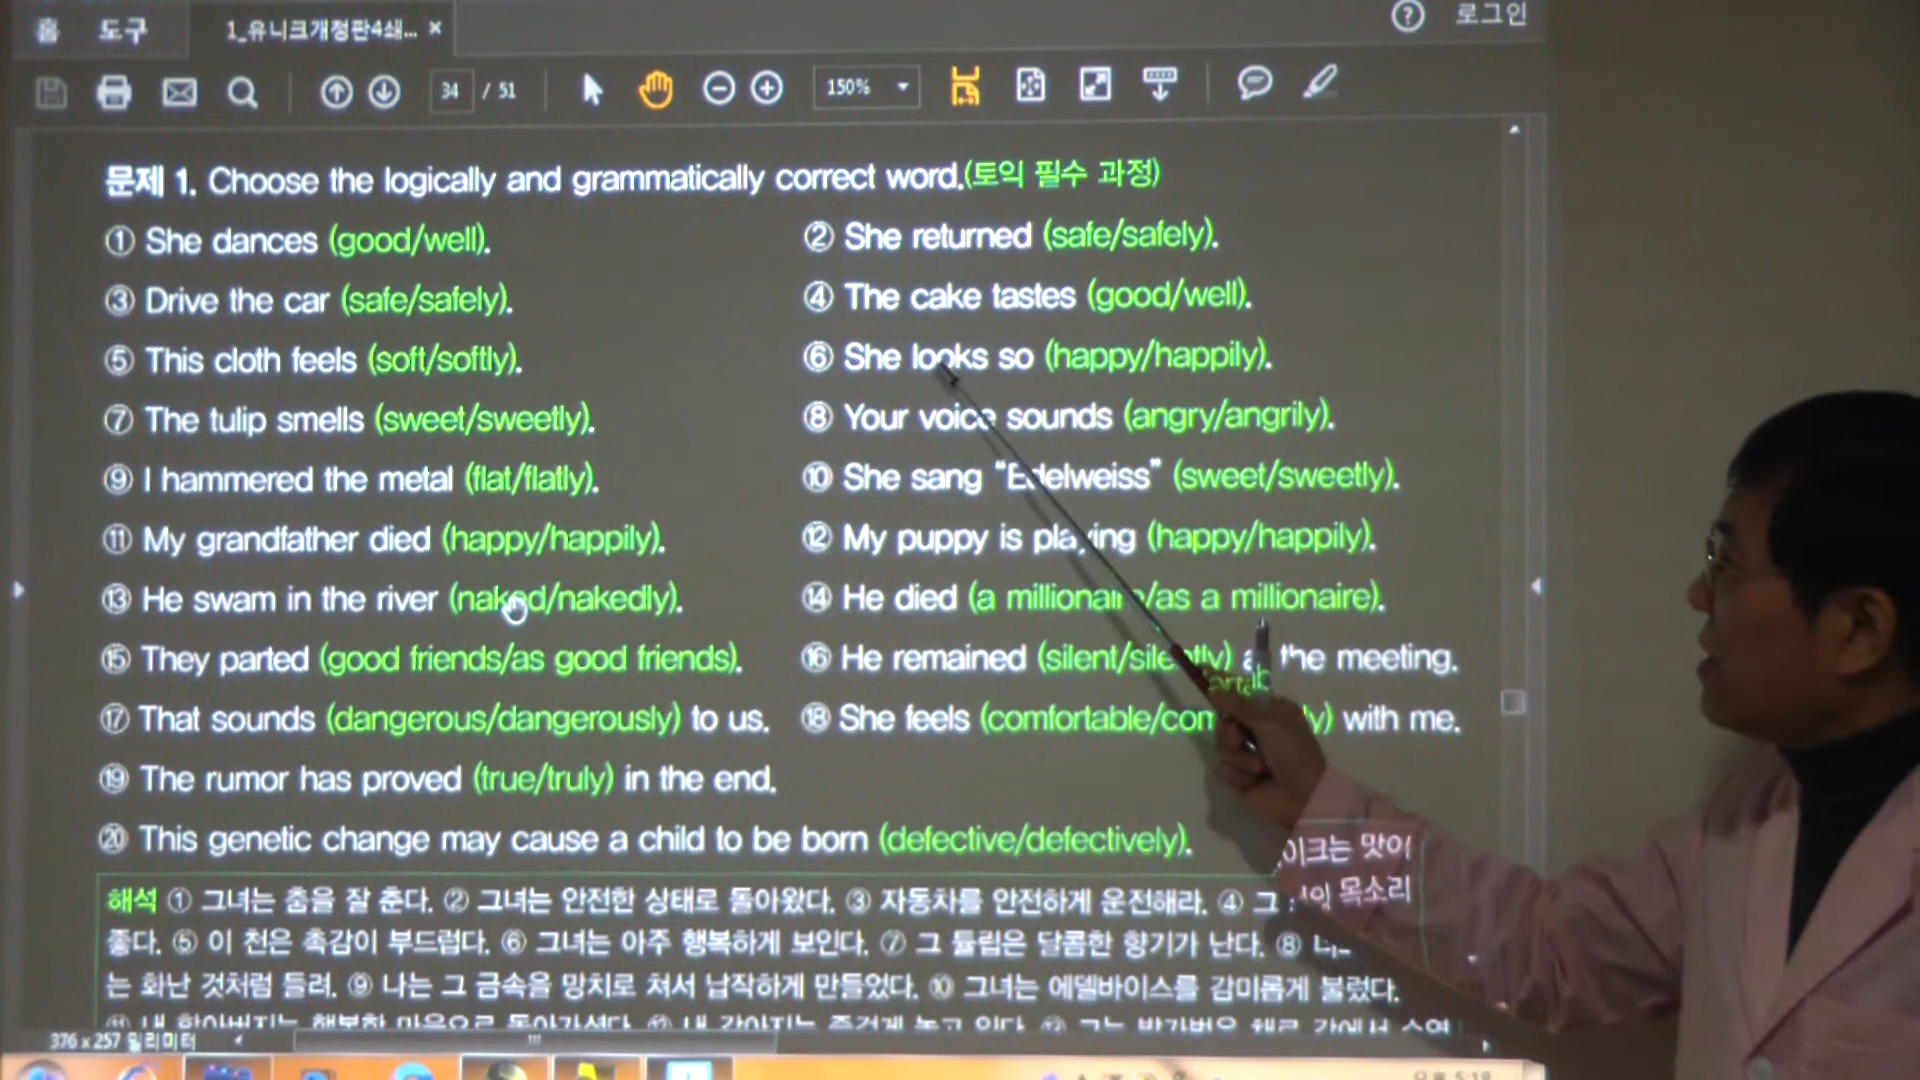 홈 도구 1_유니크개정판4쇄... × ? 로그인
34 / 51 150%
문제 1. Choose the logically and grammatically correct word.(토익 필수 과정)
① She dances (good/well). ② She returned (safe/safely).
③ Drive the car (safe/safely). ④ The cake tastes (good/well).
⑤ This cloth feels (soft/softly). ⑥ She looks so (happy/happily).
⑦ The tulip smells (sweet/sweetly). ⑧ Your voice sounds (angry/angrily).
⑨ I hammered the metal (flat/flatly). ⑩ She sang “Edelweiss” (sweet/sweetly).
⑪ My grandfather died (happy/happily). ⑫ My puppy is playing (happy/happily).
⑬ He swam in the river (naked/nakedly). ⑭ He died (a millionaire/as a millionaire).
⑮ They parted (good friends/as good friends). ⑯ He remained (silent/silently) the meeting.
⑰ That sounds (dangerous/dangerously) to us. ⑱ She feels (comfortable/ with me.
⑲ The rumor has proved (true/truly) in the end.
⑳ This genetic change may cause a child to be born (defective/defectively).
해석 ① 그녀는 춤을 잘 춘다. ② 그녀는 안전한 상태로 돌아왔다. ③ 자동차를 안전하게 운전해라. ④ 그 맛이
좋다. ⑤ 이 천은 촉감이 부드럽다. ⑥ 그녀는 아주 행복하게 보인다. ⑦ 그 튤립은 달콤한 향기가 난다. ⑧ 목소리
는 화난 것처럼 들려. ⑨ 나는 그 금속을 망치로 쳐서 납작하게 만들었다. ⑩ 그녀는 에델바이스를 감미롭게 불렀다.
376 x 257 밀리미터